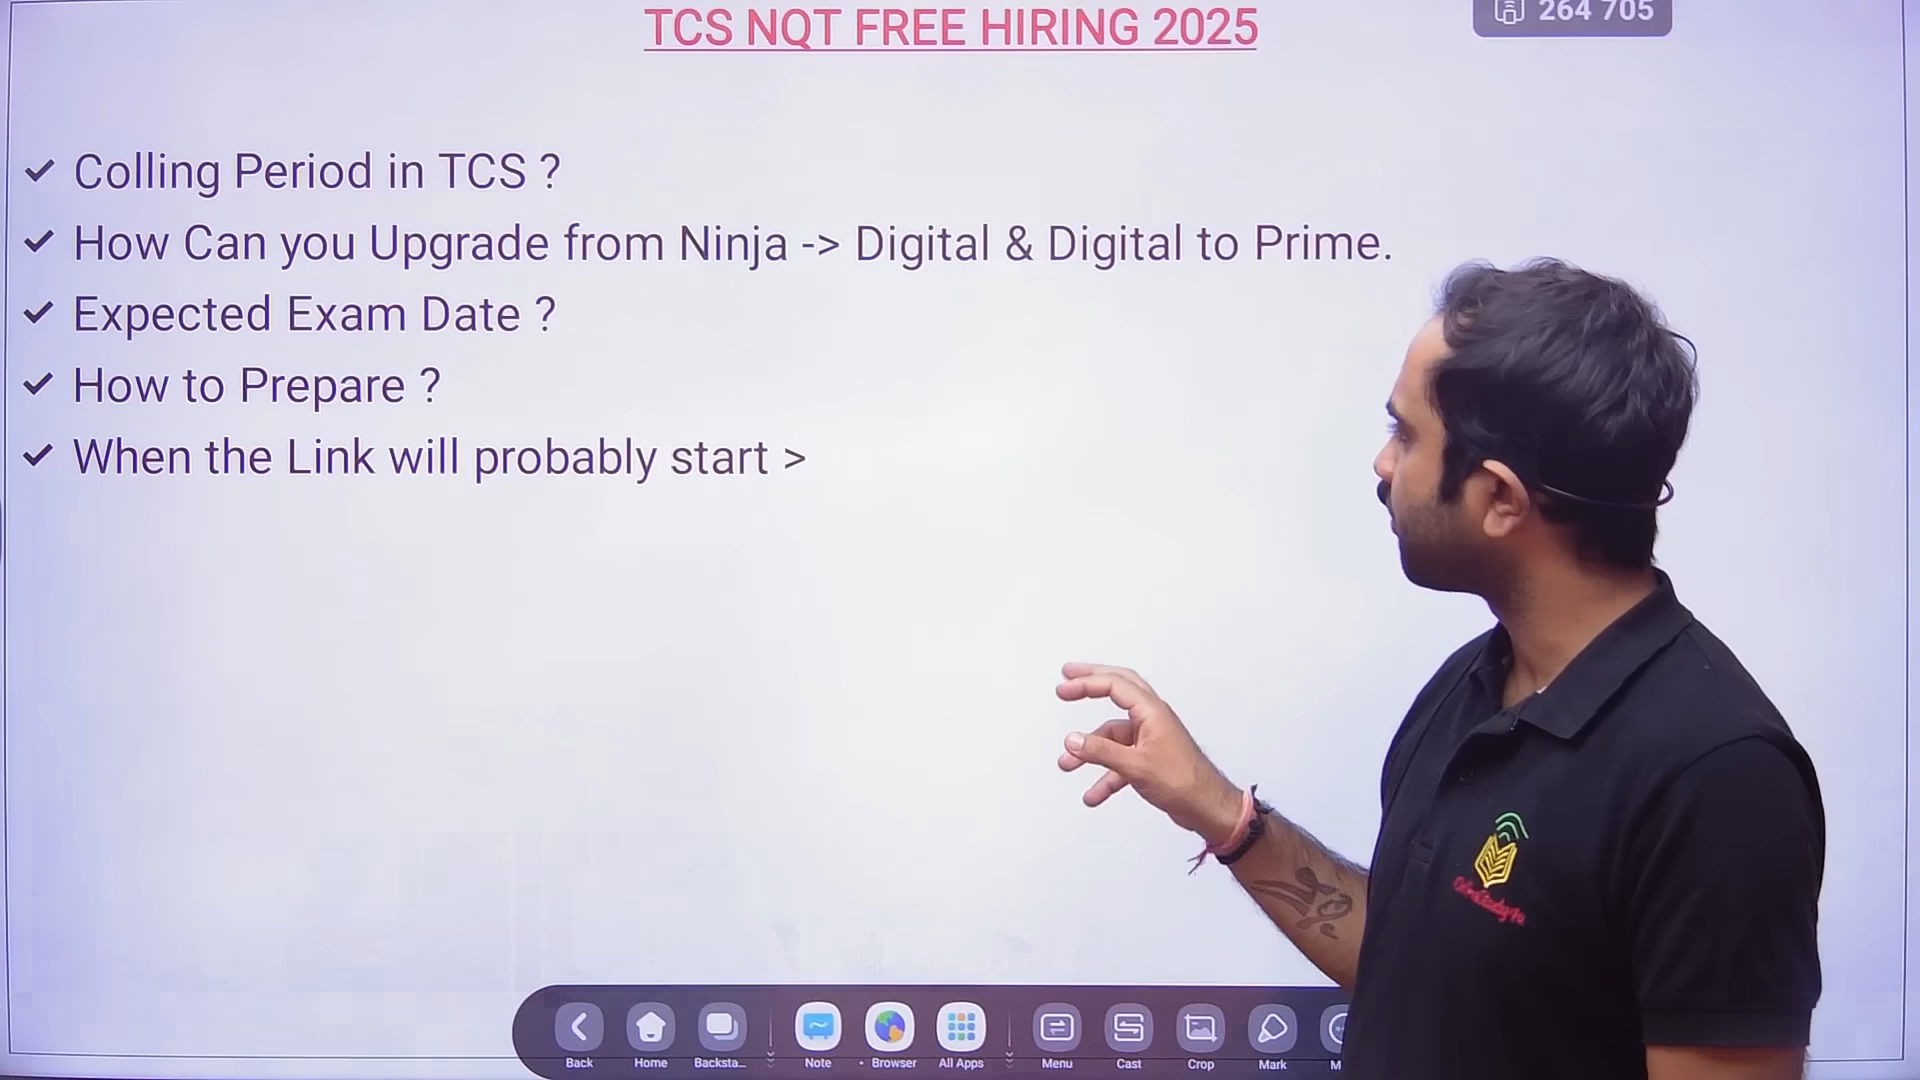 TCS NQT FREE HIRING 2025
264 705
✔ Colling Period in TCS ?
✔ How Can you Upgrade from Ninja -> Digital & Digital to Prime.
✔ Expected Exam Date ?
✔ How to Prepare ?
✔ When the Link will probably start >
Back Home Backsta... Note Browser All Apps Menu Cast Crop Mark M